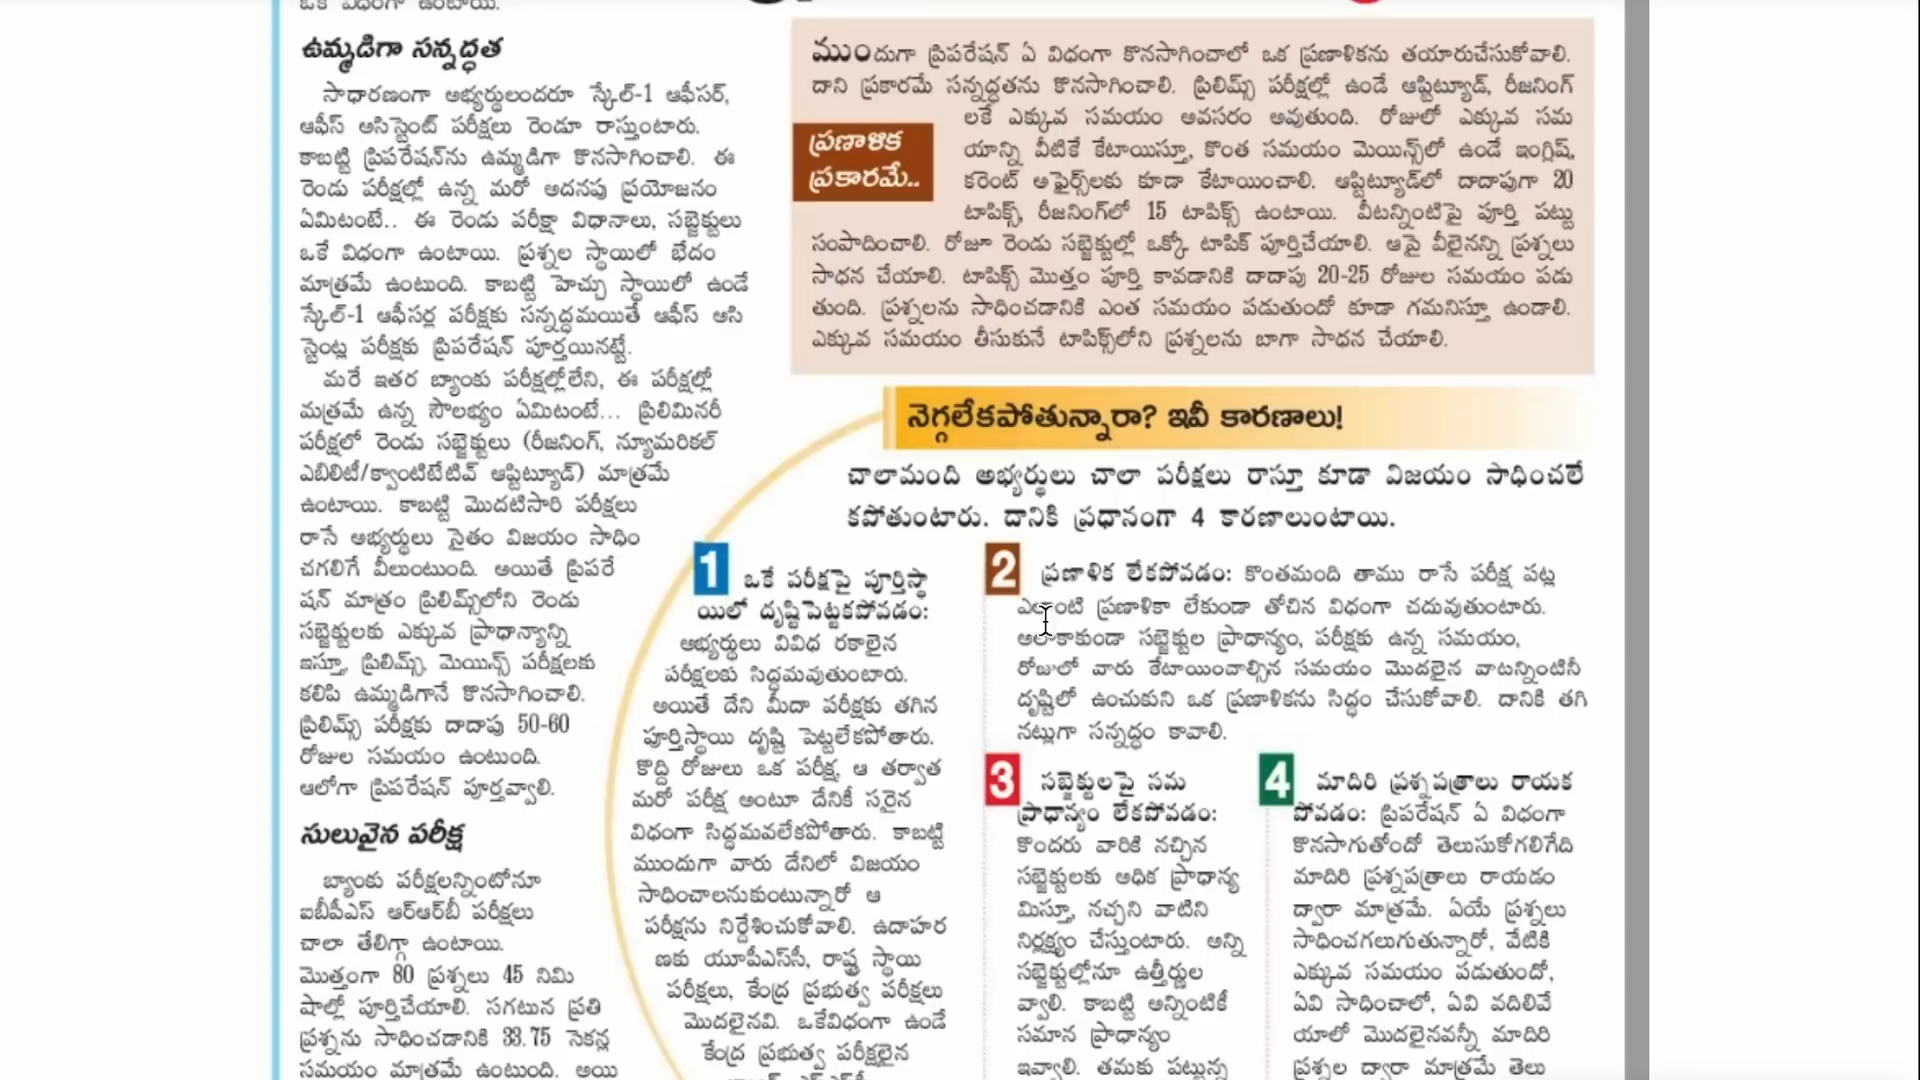 ఒకే విధంగా ఉంటాయి.
ఉమ్మడిగా సన్నద్ధత
సాధారణంగా అభ్యర్థులందరూ స్కేల్-1 ఆఫీసర్,
ఆఫీస్ అసిస్టెంట్ పరీక్షలు రెండూ రాస్తుంటారు.
కాబట్టి ప్రిపరేషన్‌ను ఉమ్మడిగా కొనసాగించాలి. ఈ
రెండు పరీక్షల్లో ఉన్న మరో అదనపు ప్రయోజనం
ఏమిటంటే.. ఈ రెండు పరీక్షా విధానాలు, సబ్జెక్టులు
ఒకే విధంగా ఉంటాయి. ప్రశ్నల స్థాయిలో భేదం
మాత్రమే ఉంటుంది. కాబట్టి హెచ్చు స్థాయిలో ఉండే
స్కేల్-1 ఆఫీసర్ల పరీక్షకు సన్నద్ధమయితే ఆఫీస్ అసి
స్టెంట్ల పరీక్షకు ప్రిపరేషన్ పూర్తయినట్టే.
మరే ఇతర బ్యాంకు పరీక్షల్లోలేని, ఈ పరీక్షల్లో
మత్రమే ఉన్న సౌలభ్యం ఏమిటంటే... ప్రిలిమినరీ
పరీక్షలో రెండు సబ్జెక్టులు (రీజనింగ్, న్యూమరికల్
ఎబిలిటీ/క్వాంటిటేటివ్ ఆప్టిట్యూడ్) మాత్రమే
ఉంటాయి. కాబట్టి మొదటిసారి పరీక్షలు
రాసే అభ్యర్థులు సైతం విజయం సాధిం
చగలిగే వీలుంటుంది. అయితే ప్రిపరే
షన్ మాత్రం ప్రిలిమ్స్‌లోని రెండు
సబ్జెక్టులకు ఎక్కువ ప్రాధాన్యాన్ని
ఇస్తూ, ప్రిలిమ్స్, మెయిన్స్ పరీక్షలకు
కలిపి ఉమ్మడిగానే కొనసాగించాలి.
ప్రిలిమ్స్ పరీక్షకు దాదాపు 50-60
రోజుల సమయం ఉంటుంది.
ఆలోగా ప్రిపరేషన్ పూర్తవ్వాలి.
సులువైన పరీక్ష
బ్యాంకు పరీక్షలన్నింటోనూ
ఐబీపీఎస్ ఆర్ఆర్‌బీ పరీక్షలు
చాలా తేలిగ్గా ఉంటాయి.
మొత్తంగా 80 ప్రశ్నలు 45 నిమి
షాల్లో పూర్తిచేయాలి. సగటున ప్రతి
ప్రశ్నను సాధించడానికి 33.75 సెకన్ల
సమయం మాత్రమే ఉంటుంది. అయి
ముందుగా ప్రిపరేషన్ ఏ విధంగా కొనసాగించాలో ఒక ప్రణాళికను తయారుచేసుకోవాలి.
దాని ప్రకారమే సన్నద్ధతను కొనసాగించాలి. ప్రిలిమ్స్ పరీక్షల్లో ఉండే ఆప్టిట్యూడ్, రీజనింగ్
లకే ఎక్కువ సమయం అవసరం అవుతుంది. రోజులో ఎక్కువ సమ
యాన్ని వీటికే కేటాయిస్తూ, కొంత సమయం మెయిన్స్‌లో ఉండే ఇంగ్లిష్,
కరెంట్ అఫైర్స్‌లకు కూడా కేటాయించాలి. ఆప్టిట్యూడ్‌లో దాదాపుగా 20
టాపిక్స్, రీజనింగ్‌లో 15 టాపిక్స్ ఉంటాయి. వీటన్నింటిపై పూర్తి పట్టు
సంపాదించాలి. రోజూ రెండు సబ్జెక్టుల్లో ఒక్కో టాపిక్ పూర్తిచేయాలి. ఆపై వీలైనన్ని ప్రశ్నలు
సాధన చేయాలి. టాపిక్స్ మొత్తం పూర్తి కావడానికి దాదాపు 20-25 రోజుల సమయం పడు
తుంది. ప్రశ్నలను సాధించడానికి ఎంత సమయం పడుతుందో కూడా గమనిస్తూ ఉండాలి.
ఎక్కువ సమయం తీసుకునే టాపిక్స్‌లోని ప్రశ్నలను బాగా సాధన చేయాలి.
ప్రణాళిక
ప్రకారమే..
నెగ్గలేకపోతున్నారా? ఇవీ కారణాలు!
చాలామంది అభ్యర్థులు చాలా పరీక్షలు రాస్తూ కూడా విజయం సాధించలే
కపోతుంటారు. దానికి ప్రధానంగా 4 కారణాలుంటాయి.
1 ఒకే పరీక్షపై పూర్తిస్థా
యిలో దృష్టిపెట్టకపోవడం:
అభ్యర్థులు వివిధ రకాలైన
పరీక్షలకు సిద్ధమవుతుంటారు.
అయితే దేని మీదా పరీక్షకు తగిన
పూర్తిస్థాయి దృష్టి పెట్టలేకపోతారు.
కొద్ది రోజులు ఒక పరీక్ష, ఆ తర్వాత
మరో పరీక్ష అంటూ దేనికీ సరైన
విధంగా సిద్ధమవలేకపోతారు. కాబట్టి
ముందుగా వారు దేనిలో విజయం
సాధించాలనుకుంటున్నారో ఆ
పరీక్షను నిర్దేశించుకోవాలి. ఉదాహర
ణకు యూపీఎస్‌సీ, రాష్ట్ర స్థాయి
పరీక్షలు, కేంద్ర ప్రభుత్వ పరీక్షలు
మొదలైనవి. ఒకేవిధంగా ఉండే
కేంద్ర ప్రభుత్వ పరీక్షలైన
2 ప్రణాళిక లేకపోవడం: కొంతమంది తాము రాసే పరీక్ష పట్ల
ఎలాంటి ప్రణాళికా లేకుండా తోచిన విధంగా చదువుతుంటారు.
అలాకాకుండా సబ్జెక్టుల ప్రాధాన్యం, పరీక్షకు ఉన్న సమయం,
రోజులో వారు కేటాయించాల్సిన సమయం మొదలైన వాటన్నింటినీ
దృష్టిలో ఉంచుకుని ఒక ప్రణాళికను సిద్ధం చేసుకోవాలి. దానికి తగి
నట్లుగా సన్నద్ధం కావాలి.
3 సబ్జెక్టులపై సమ
ప్రాధాన్యం లేకపోవడం:
కొందరు వారికి నచ్చిన
సబ్జెక్టులకు అధిక ప్రాధాన్య
మిస్తూ, నచ్చని వాటిని
నిర్లక్ష్యం చేస్తుంటారు. అన్ని
సబ్జెక్టుల్లోనూ ఉత్తీర్ణుల
వ్వాలి. కాబట్టి అన్నింటికీ
సమాన ప్రాధాన్యం
ఇవ్వాలి. తమకు పట్టున్న
4 మాదిరి ప్రశ్నపత్రాలు రాయక
పోవడం: ప్రిపరేషన్ ఏ విధంగా
కొనసాగుతోందో తెలుసుకోగలిగేది
మాదిరి ప్రశ్నపత్రాలు రాయడం
ద్వారా మాత్రమే. ఏయే ప్రశ్నలు
సాధించగలుగుతున్నారో, వేటికి
ఎక్కువ సమయం పడుతుందో,
ఏవి సాధించాలో, ఏవి వదిలివే
యాలో మొదలైనవన్నీ మాదిరి
ప్రశ్నల ద్వారా మాత్రమే తెలు